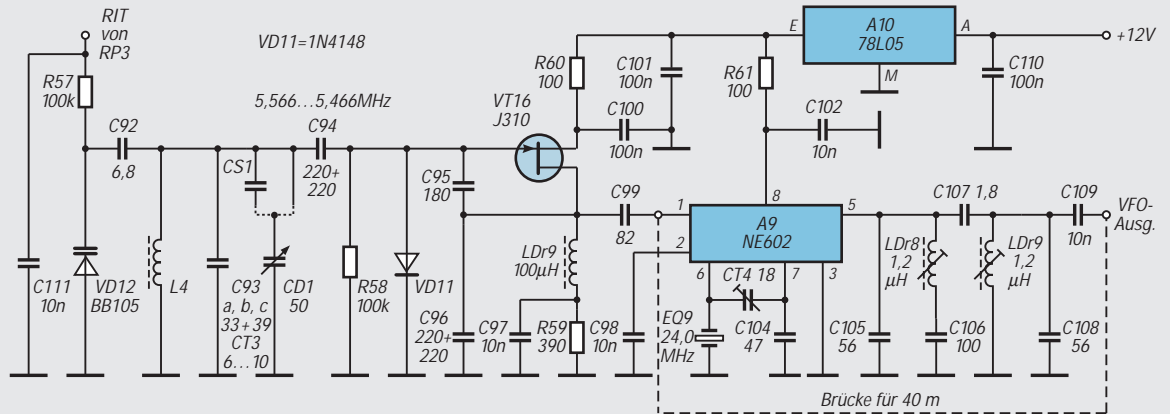 RIT
von
RP3
VD11=1N4148
R57
100k
5,566...5,466MHz
C92
6,8
C94
220+
220
CS1
C111
10n
VD12
BB105
L4
C93
a, b, c
33+39
CT3
6...10
CD1
50
R58
100k
VD11
VT16
J310
C95
180
C96
220+
220
C97
10n
R59
390
C98
10n
LDr9
100µH
R60
100
C101
100n
C100
100n
R61
100
C102
10n
E
A10
78L05
A
M
+12V
C110
100n
C99
82
1
2
8
A9
NE602
5
6
7
3
CT4 18
EQ9
24,0
MHz
C104
47
C105
56
LDr8
1,2
µH
C106
100
C107 1,8
LDr9
1,2
µH
C108
56
C109
10n
VFO-
Ausg.
Brücke für 40 m